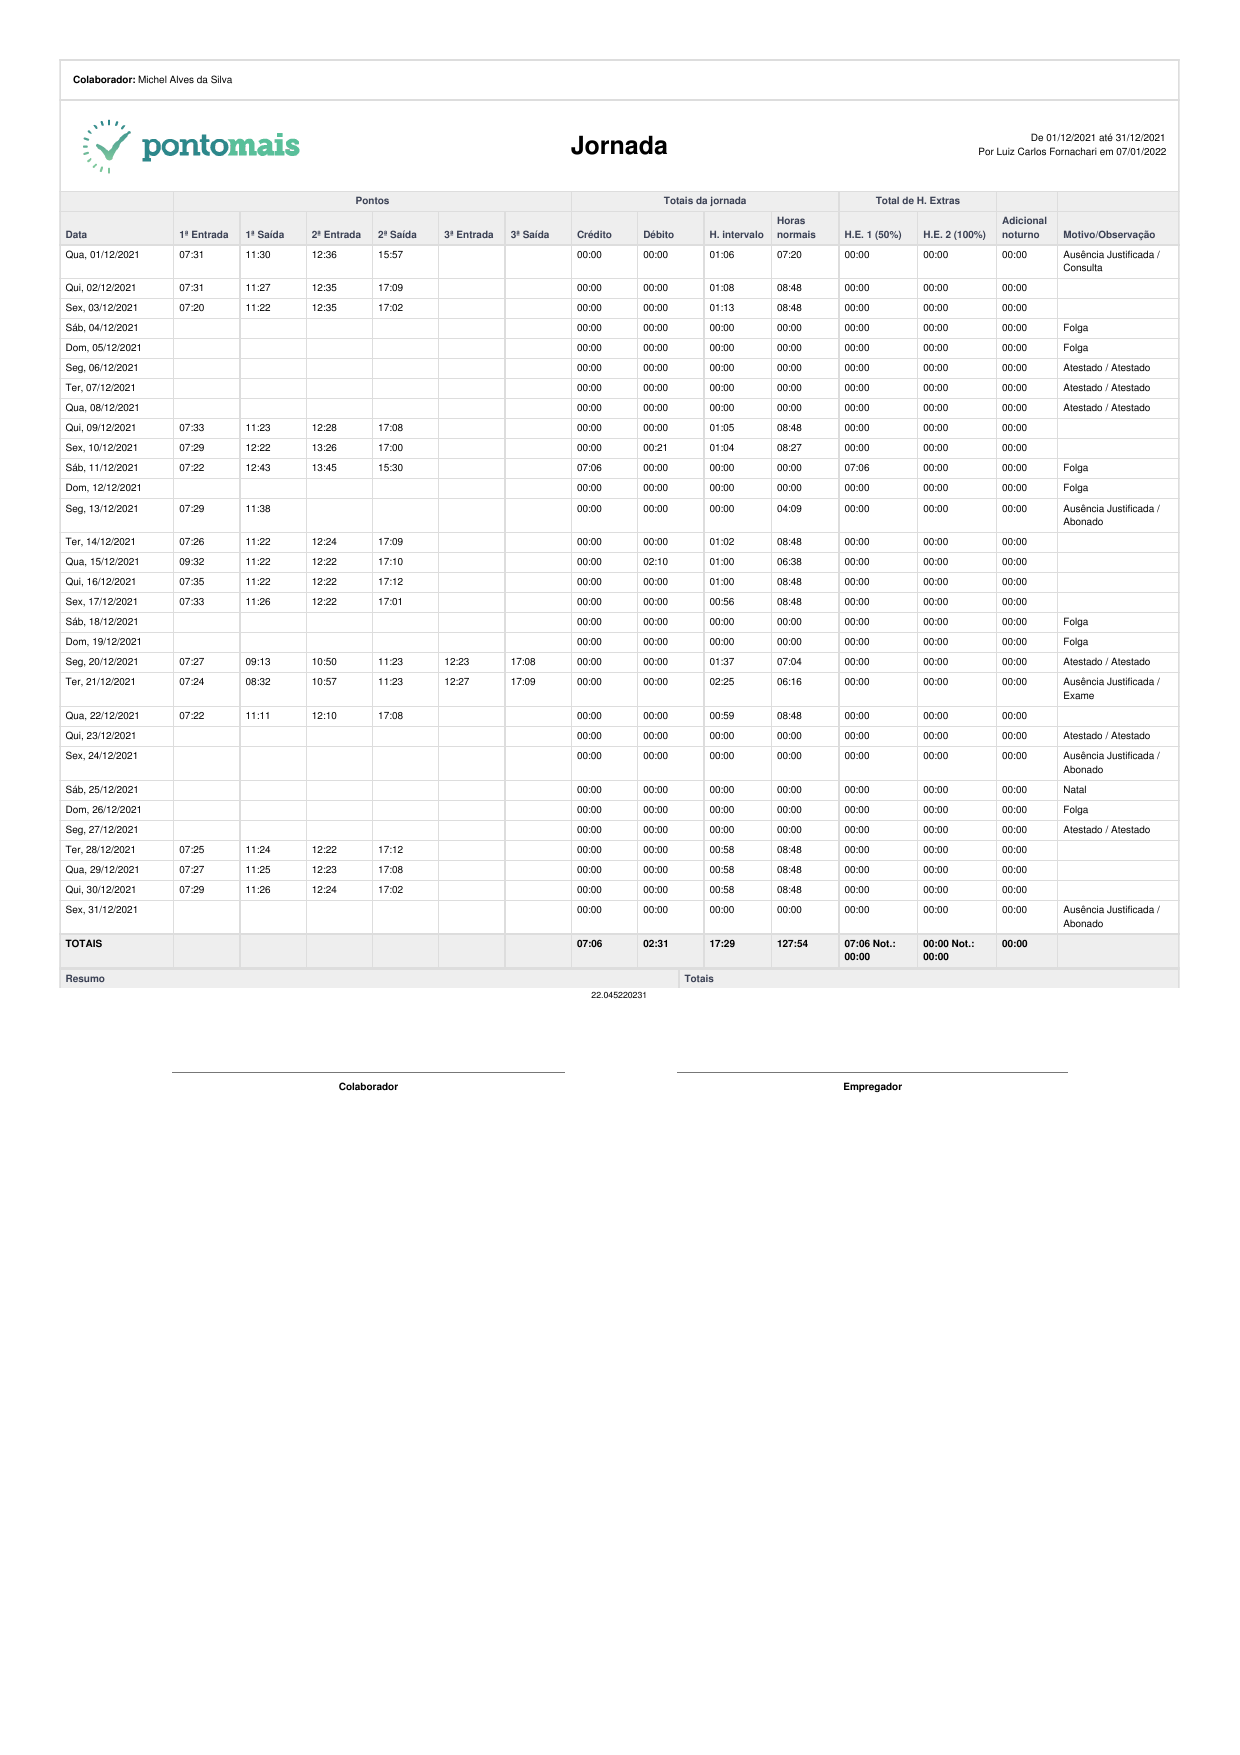 Colaborador: Michel Alves da Silva
pontomais
Jornada
De 01/12/2021 até 31/12/2021
Por Luiz Carlos Fornachari em 07/01/2022
Pontos Totais da jornada Total de H. Extras
Data 1ª Entrada 1ª Saída 2ª Entrada 2ª Saída 3ª Entrada 3ª Saída Crédito Débito H. intervalo Horas normais H.E. 1 (50%) H.E. 2 (100%) Adicional noturno Motivo/Observação
Qua, 01/12/2021 07:31 11:30 12:36 15:57 00:00 00:00 01:06 07:20 00:00 00:00 00:00 Ausência Justificada /
Consulta
Qui, 02/12/2021 07:31 11:27 12:35 17:09 00:00 00:00 01:08 08:48 00:00 00:00 00:00
Sex, 03/12/2021 07:20 11:22 12:35 17:02 00:00 00:00 01:13 08:48 00:00 00:00 00:00
Sáb, 04/12/2021 00:00 00:00 00:00 00:00 00:00 00:00 00:00 Folga
Dom, 05/12/2021 00:00 00:00 00:00 00:00 00:00 00:00 00:00 Folga
Seg, 06/12/2021 00:00 00:00 00:00 00:00 00:00 00:00 00:00 Atestado / Atestado
Ter, 07/12/2021 00:00 00:00 00:00 00:00 00:00 00:00 00:00 Atestado / Atestado
Qua, 08/12/2021 00:00 00:00 00:00 00:00 00:00 00:00 00:00 Atestado / Atestado
Qui, 09/12/2021 07:33 11:23 12:28 17:08 00:00 00:00 01:05 08:48 00:00 00:00 00:00
Sex, 10/12/2021 07:29 12:22 13:26 17:00 00:00 00:21 01:04 08:27 00:00 00:00 00:00
Sáb, 11/12/2021 07:22 12:43 13:45 15:30 07:06 00:00 00:00 00:00 07:06 00:00 00:00 Folga
Dom, 12/12/2021 00:00 00:00 00:00 00:00 00:00 00:00 00:00 Folga
Seg, 13/12/2021 07:29 11:38 00:00 00:00 00:00 04:09 00:00 00:00 00:00 Ausência Justificada /
Abonado
Ter, 14/12/2021 07:26 11:22 12:24 17:09 00:00 00:00 01:02 08:48 00:00 00:00 00:00
Qua, 15/12/2021 09:32 11:22 12:22 17:10 00:00 02:10 01:00 06:38 00:00 00:00 00:00
Qui, 16/12/2021 07:35 11:22 12:22 17:12 00:00 00:00 01:00 08:48 00:00 00:00 00:00
Sex, 17/12/2021 07:33 11:26 12:22 17:01 00:00 00:00 00:56 08:48 00:00 00:00 00:00
Sáb, 18/12/2021 00:00 00:00 00:00 00:00 00:00 00:00 00:00 Folga
Dom, 19/12/2021 00:00 00:00 00:00 00:00 00:00 00:00 00:00 Folga
Seg, 20/12/2021 07:27 09:13 10:50 11:23 12:23 17:08 00:00 00:00 01:37 07:04 00:00 00:00 00:00 Atestado / Atestado
Ter, 21/12/2021 07:24 08:32 10:57 11:23 12:27 17:09 00:00 00:00 02:25 06:16 00:00 00:00 00:00 Ausência Justificada /
Exame
Qua, 22/12/2021 07:22 11:11 12:10 17:08 00:00 00:00 00:59 08:48 00:00 00:00 00:00
Qui, 23/12/2021 00:00 00:00 00:00 00:00 00:00 00:00 00:00 Atestado / Atestado
Sex, 24/12/2021 00:00 00:00 00:00 00:00 00:00 00:00 00:00 Ausência Justificada /
Abonado
Sáb, 25/12/2021 00:00 00:00 00:00 00:00 00:00 00:00 00:00 Natal
Dom, 26/12/2021 00:00 00:00 00:00 00:00 00:00 00:00 00:00 Folga
Seg, 27/12/2021 00:00 00:00 00:00 00:00 00:00 00:00 00:00 Atestado / Atestado
Ter, 28/12/2021 07:25 11:24 12:22 17:12 00:00 00:00 00:58 08:48 00:00 00:00 00:00
Qua, 29/12/2021 07:27 11:25 12:23 17:08 00:00 00:00 00:58 08:48 00:00 00:00 00:00
Qui, 30/12/2021 07:29 11:26 12:24 17:02 00:00 00:00 00:58 08:48 00:00 00:00 00:00
Sex, 31/12/2021 00:00 00:00 00:00 00:00 00:00 00:00 00:00 Ausência Justificada /
Abonado
TOTAIS 07:06 02:31 17:29 127:54 07:06 Not.: 00:00 Not.: 00:00
00:00 00:00
Resumo Totais
22.045220231
Colaborador Empregador